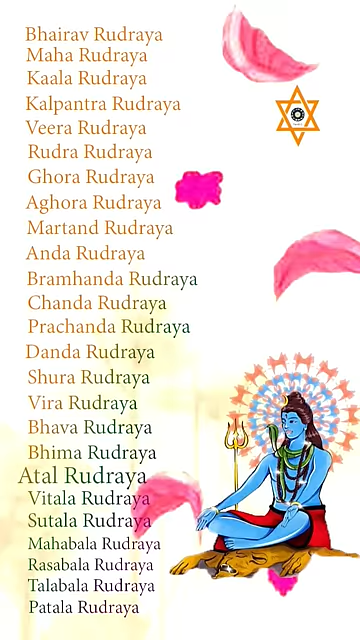 Bhairav Rudraya
Maha Rudraya
Kaala Rudraya
Kalpantra Rudraya
Veera Rudraya
Rudra Rudraya
Ghora Rudraya
Aghora Rudraya
Martand Rudraya
Anda Rudraya
Bramhanda Rudraya
Chanda Rudraya
Prachanda Rudraya
Danda Rudraya
Shura Rudraya
Vira Rudraya
Bhava Rudraya
Bhima Rudraya
Atal Rudraya
Vitala Rudraya
Sutala Rudraya
Mahabala Rudraya
Rasabala Rudraya
Talabala Rudraya
Patala Rudraya